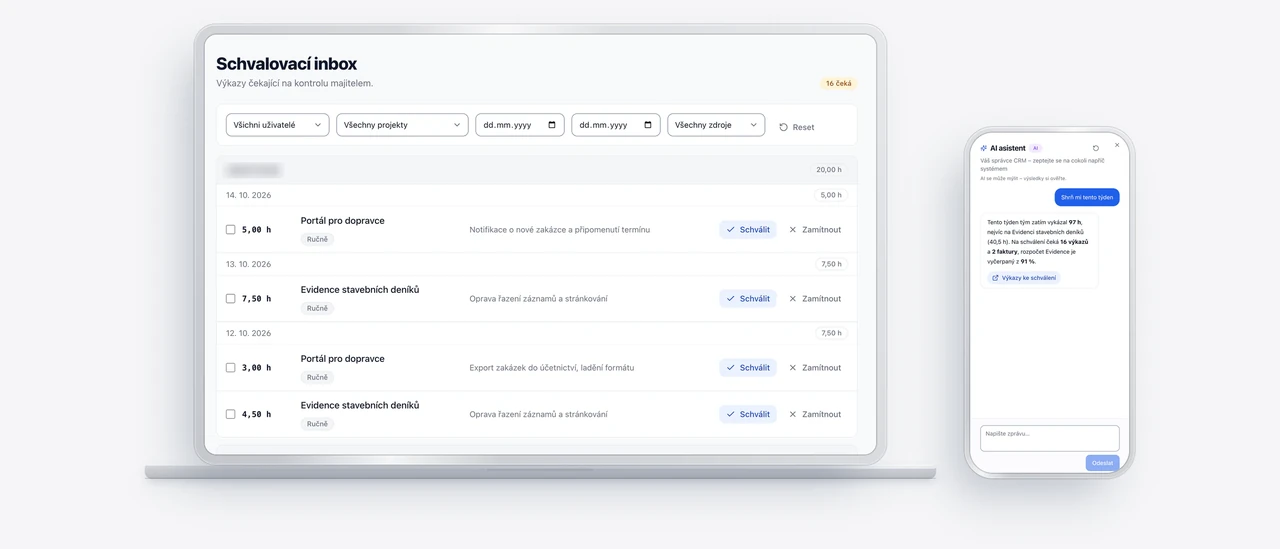 Schvalovací inbox
Výkazy čekající na kontrolu majitelem.
16 čeká
Všichni uživatelé
Všechny projekty
dd.mm.yyyy
dd.mm.yyyy
Všechny zdroje
Reset
20,00 h
14. 10. 2026
5,00 h
5,00 h
Portál pro dopravce
Ručně
Notifikace o nové zakázce a připomenutí termínu
Schválit
Zamítnout
13. 10. 2026
7,50 h
7,50 h
Evidence stavebních deníků
Ručně
Oprava řazení záznamů a stránkování
Schválit
Zamítnout
12. 10. 2026
7,50 h
3,00 h
Portál pro dopravce
Ručně
Export zakázek do účetnictví, ladění formátu
Schválit
Zamítnout
4,50 h
Evidence stavebních deníků
Ručně
Oprava řazení záznamů a stránkování
Schválit
Zamítnout
AI asistent
AI
Váš správce CRM – zeptejte se na cokoli napříč
systémem
AI se může mýlit – výsledky si ověřte.
Shrň mi tento týden
Tento týden tým zatím vykázal 97 h,
nejvíc na Evidenci stavebních deníků
(40,5 h). Na schválení čeká 16 výkazů
a 2 faktury, rozpočet Evidence je
vyčerpaný z 91 %.
Výkazy ke schválení
Napište zprávu...
Odeslat